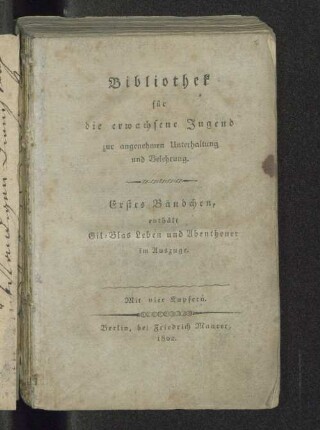 Bibliothek
für
die erwachsene Jugend
zur angenehmen Unterhaltung
und Belehrung.
Erstes Bändchen,
enthält
Gil-Blas Leben und Abentheuer
im Auszuge.
Mit vier Kupfern.
Berlin, bei Friedrich Maurer,
1802.